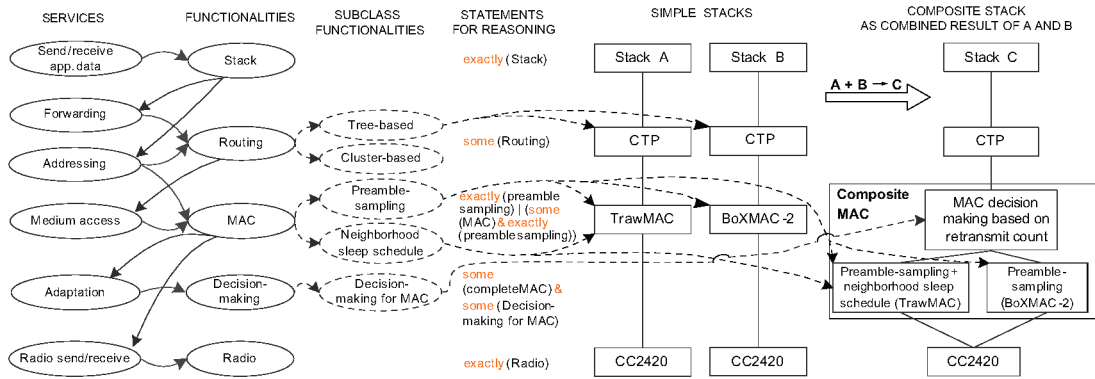 SERVICES
FUNCTIONALITIES
SUBCLASS
FUNCTIONALITIES
STATEMENTS
FOR REASONING
SIMPLE STACKS
COMPOSITE STACK
AS COMBINED RESULT OF A AND B
Send/receive
app. data
Forwarding
Addressing
Medium access
Adaptation
Radio send/receive
Stack
Routing
MAC
Decision-
making
Radio
Tree-based
Cluster-based
Preamble-
sampling
Neighborhood
sleep schedule
Decision-
making for MAC
exactly (Stack)
some (Routing)
exactly (preamble
sampling) | (some
(MAC) & exactly
(preamble sampling))
some
(completeMAC) &
some (Decision-
making for MAC)
exactly (Radio)
Stack A
CTP
TrawMAC
CC2420
Stack B
CTP
BoXMAC-2
CC2420
A + B → C
Stack C
CTP
Composite
MAC
MAC decision
making based on
retransmit count
Preamble-sampling+
neighborhood sleep
schedule (TrawMAC)
Preamble-
sampling
(BoXMAC-2)
CC2420